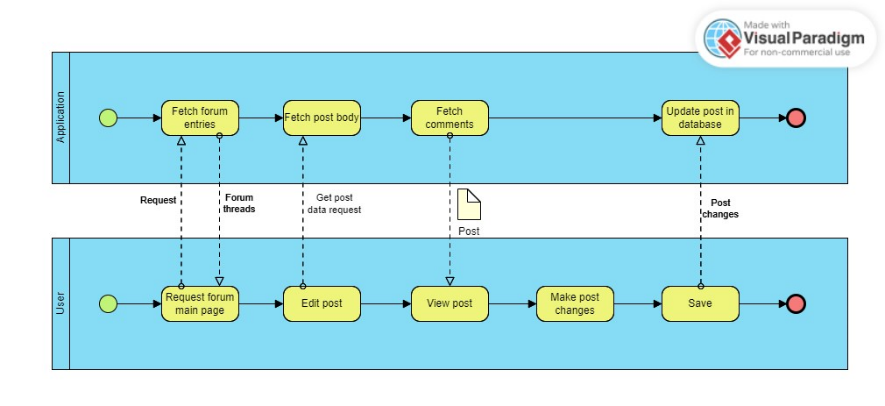 Made with
Visual Paradigm
For non-commercial use
Application
Fetch forum
entries
Fetch post body
Fetch
comments
Update post in
database
Request
Forum
threads
Get post
data request
Post
Post
changes
User
Request forum
main page
Edit post
View post
Make post
changes
Save